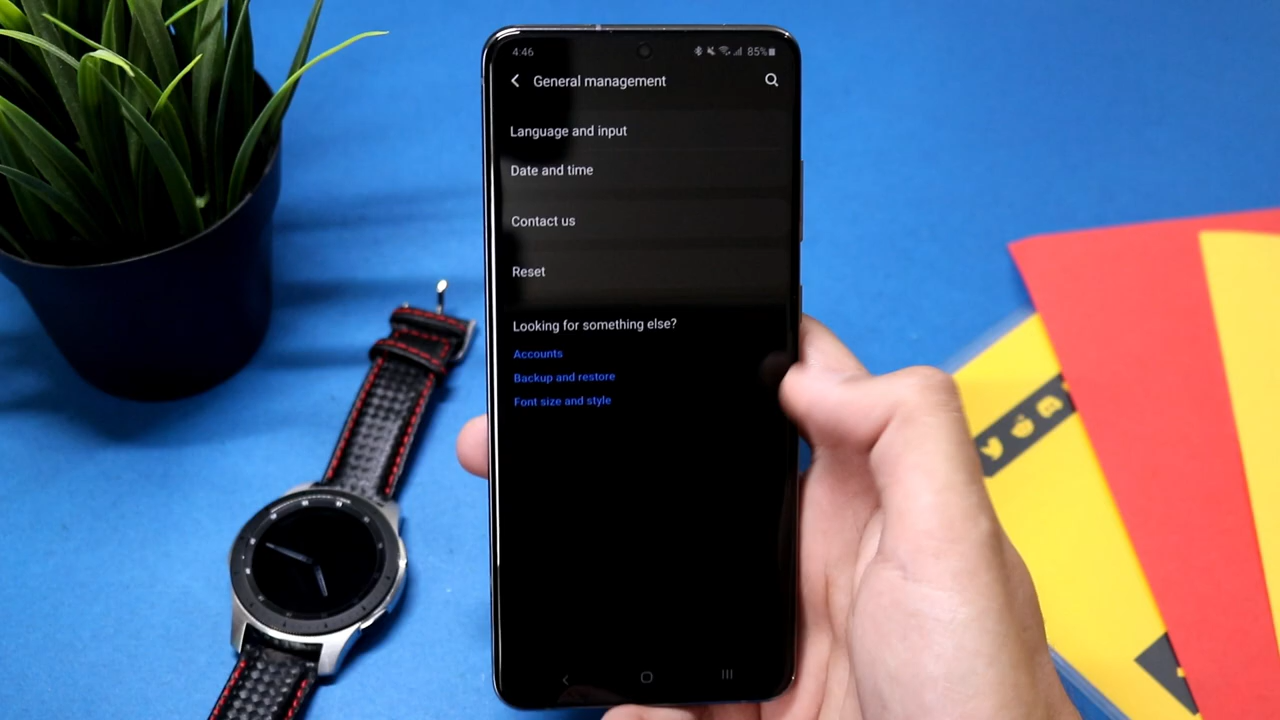 4:46
85%
General management
Language and input
Date and time
Contact us
Reset
Looking for something else?
Accounts
Backup and restore
Font size and style